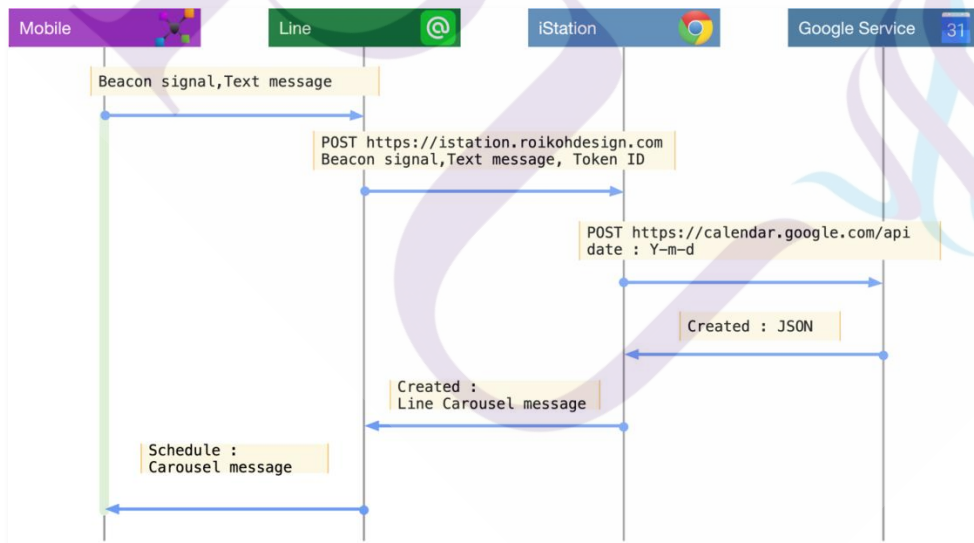 Mobile
Line
@
iStation
Google Service
31
Beacon signal,Text message
POST https://istation.roikohdesign.com
Beacon signal,Text message, Token ID
POST https://calendar.google.com/api
date : Y-m-d
Created : JSON
Created :
Line Carousel message
Schedule :
Carousel message